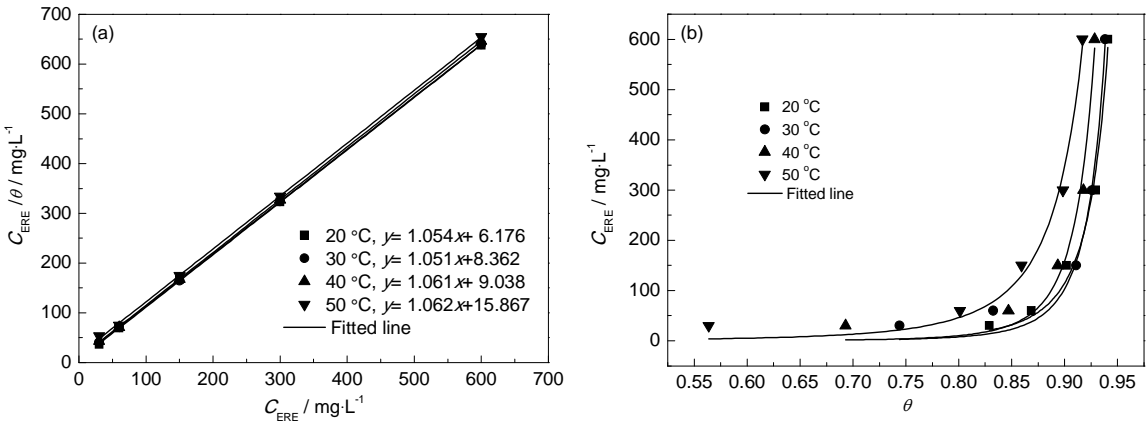 (a)
700
600
500
400
300
200
100
0
C_ERE / θ / mg·L⁻¹
20 °C, y= 1.054x+ 6.176
30 °C, y= 1.051x+8.362
40 °C, y= 1.061x+ 9.038
50 °C, y= 1.062x+15.867
Fitted line
0 100 200 300 400 500 600 700
C_ERE / mg·L⁻¹
(b)
600
500
400
300
200
100
0
C_ERE / mg·L⁻¹
20 °C
30 °C
40 °C
50 °C
Fitted line
0.55 0.60 0.65 0.70 0.75 0.80 0.85 0.90 0.95
θ